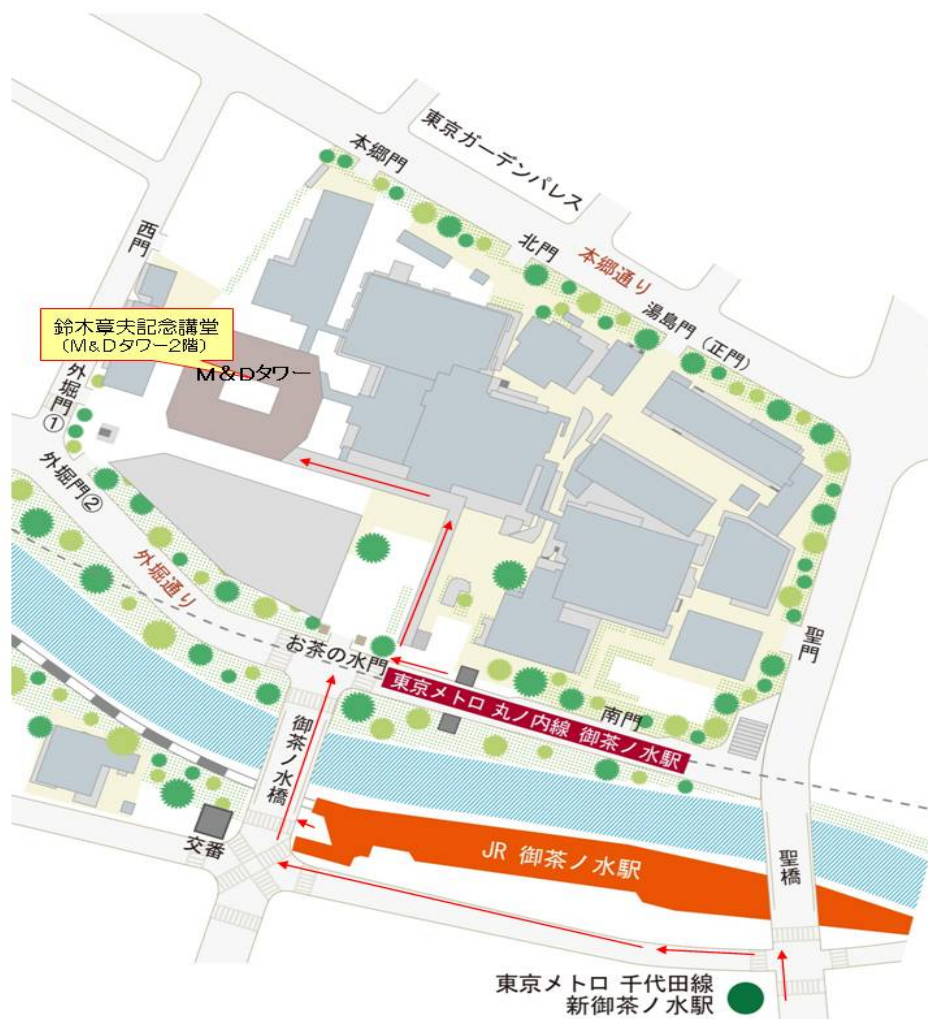 東京ガーデンパレス
本郷門
北門
本郷通り
湯島門（正門）
西門
鈴木章夫記念講堂
（M＆Dタワー2階）
M＆Dタワー
外堀門
①
外堀門②
外堀通り
お茶の水門
東京メトロ 丸ノ内線 御茶ノ水駅
南門
聖門
御茶ノ水橋
交番
JR 御茶ノ水駅
聖橋
東京メトロ 千代田線
新御茶ノ水駅